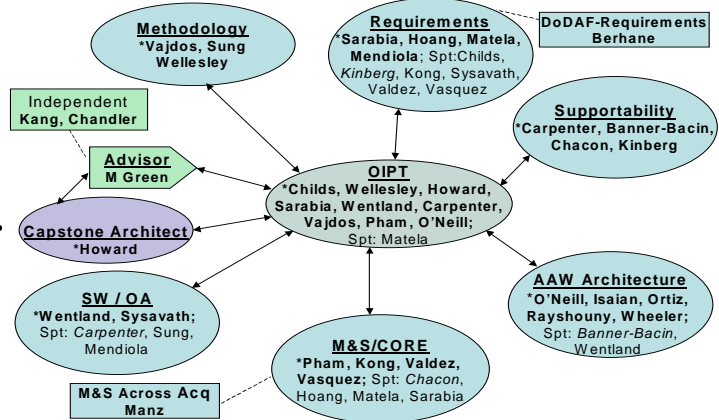 Methodology
*Vajdos, Sung
Wellesley
Requirements
*Sarabia, Hoang, Matela,
Mendiola; Spt:Childs,
Kinberg, Kong, Sysavath,
Valdez, Vasquez
DoDAF-Requirements
Berhane
Independent
Kang, Chandler
Supportability
*Carpenter, Banner-Bacin,
Chacon, Kinberg
Advisor
M Green
OIPT
*Childs, Wellesley, Howard,
Sarabia, Wentland, Carpenter,
Vajdos, Pham, O'Neill;
Spt: Matela
Capstone Architect
*Howard
SW / OA
*Wentland, Sysavath;
Spt: Carpenter, Sung,
Mendiola
AAW Architecture
*O'Neill, Isaian, Ortiz,
Rayshouny, Wheeler;
Spt: Banner-Bacin,
Wentland
M&S/CORE
*Pham, Kong, Valdez,
Vasquez; Spt: Chacon,
Hoang, Matela, Sarabia
M&S Across Acq
Manz